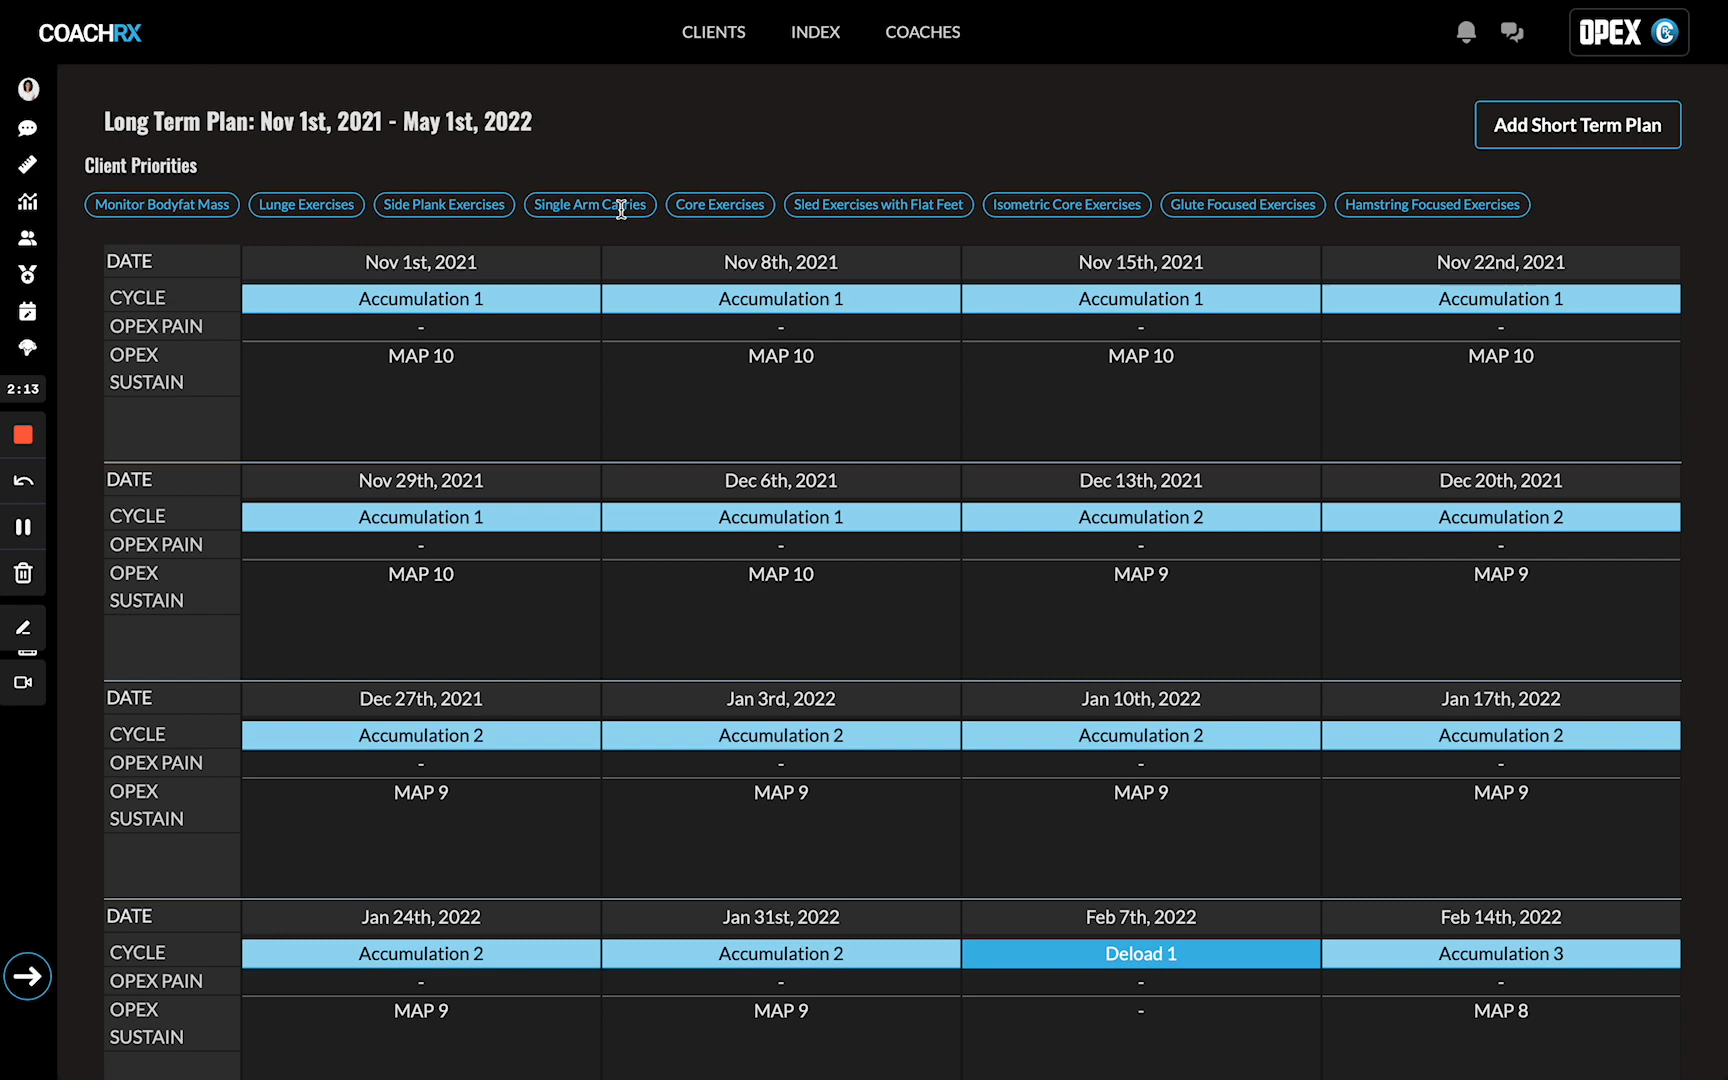 COACHRX
CLIENTS
INDEX
COACHES
OPEX
Long Term Plan: Nov 1st, 2021 - May 1st, 2022
Add Short Term Plan
Client Priorities
Monitor Bodyfat Mass
Lunge Exercises
Side Plank Exercises
Single Arm Carries
Core Exercises
Sled Exercises with Flat Feet
Isometric Core Exercises
Glute Focused Exercises
Hamstring Focused Exercises
DATE Nov 1st, 2021 Nov 8th, 2021 Nov 15th, 2021 Nov 22nd, 2021
CYCLE Accumulation 1 Accumulation 1 Accumulation 1 Accumulation 1
OPEX PAIN - - - -
OPEX MAP 10 MAP 10 MAP 10 MAP 10
SUSTAIN
2:13
DATE Nov 29th, 2021 Dec 6th, 2021 Dec 13th, 2021 Dec 20th, 2021
CYCLE Accumulation 1 Accumulation 1 Accumulation 2 Accumulation 2
OPEX PAIN - - - -
OPEX MAP 10 MAP 10 MAP 9 MAP 9
SUSTAIN
DATE Dec 27th, 2021 Jan 3rd, 2022 Jan 10th, 2022 Jan 17th, 2022
CYCLE Accumulation 2 Accumulation 2 Accumulation 2 Accumulation 2
OPEX PAIN - - - -
OPEX MAP 9 MAP 9 MAP 9 MAP 9
SUSTAIN
DATE Jan 24th, 2022 Jan 31st, 2022 Feb 7th, 2022 Feb 14th, 2022
CYCLE Accumulation 2 Accumulation 2 Deload 1 Accumulation 3
OPEX PAIN - - - -
OPEX MAP 9 MAP 9 - MAP 8
SUSTAIN